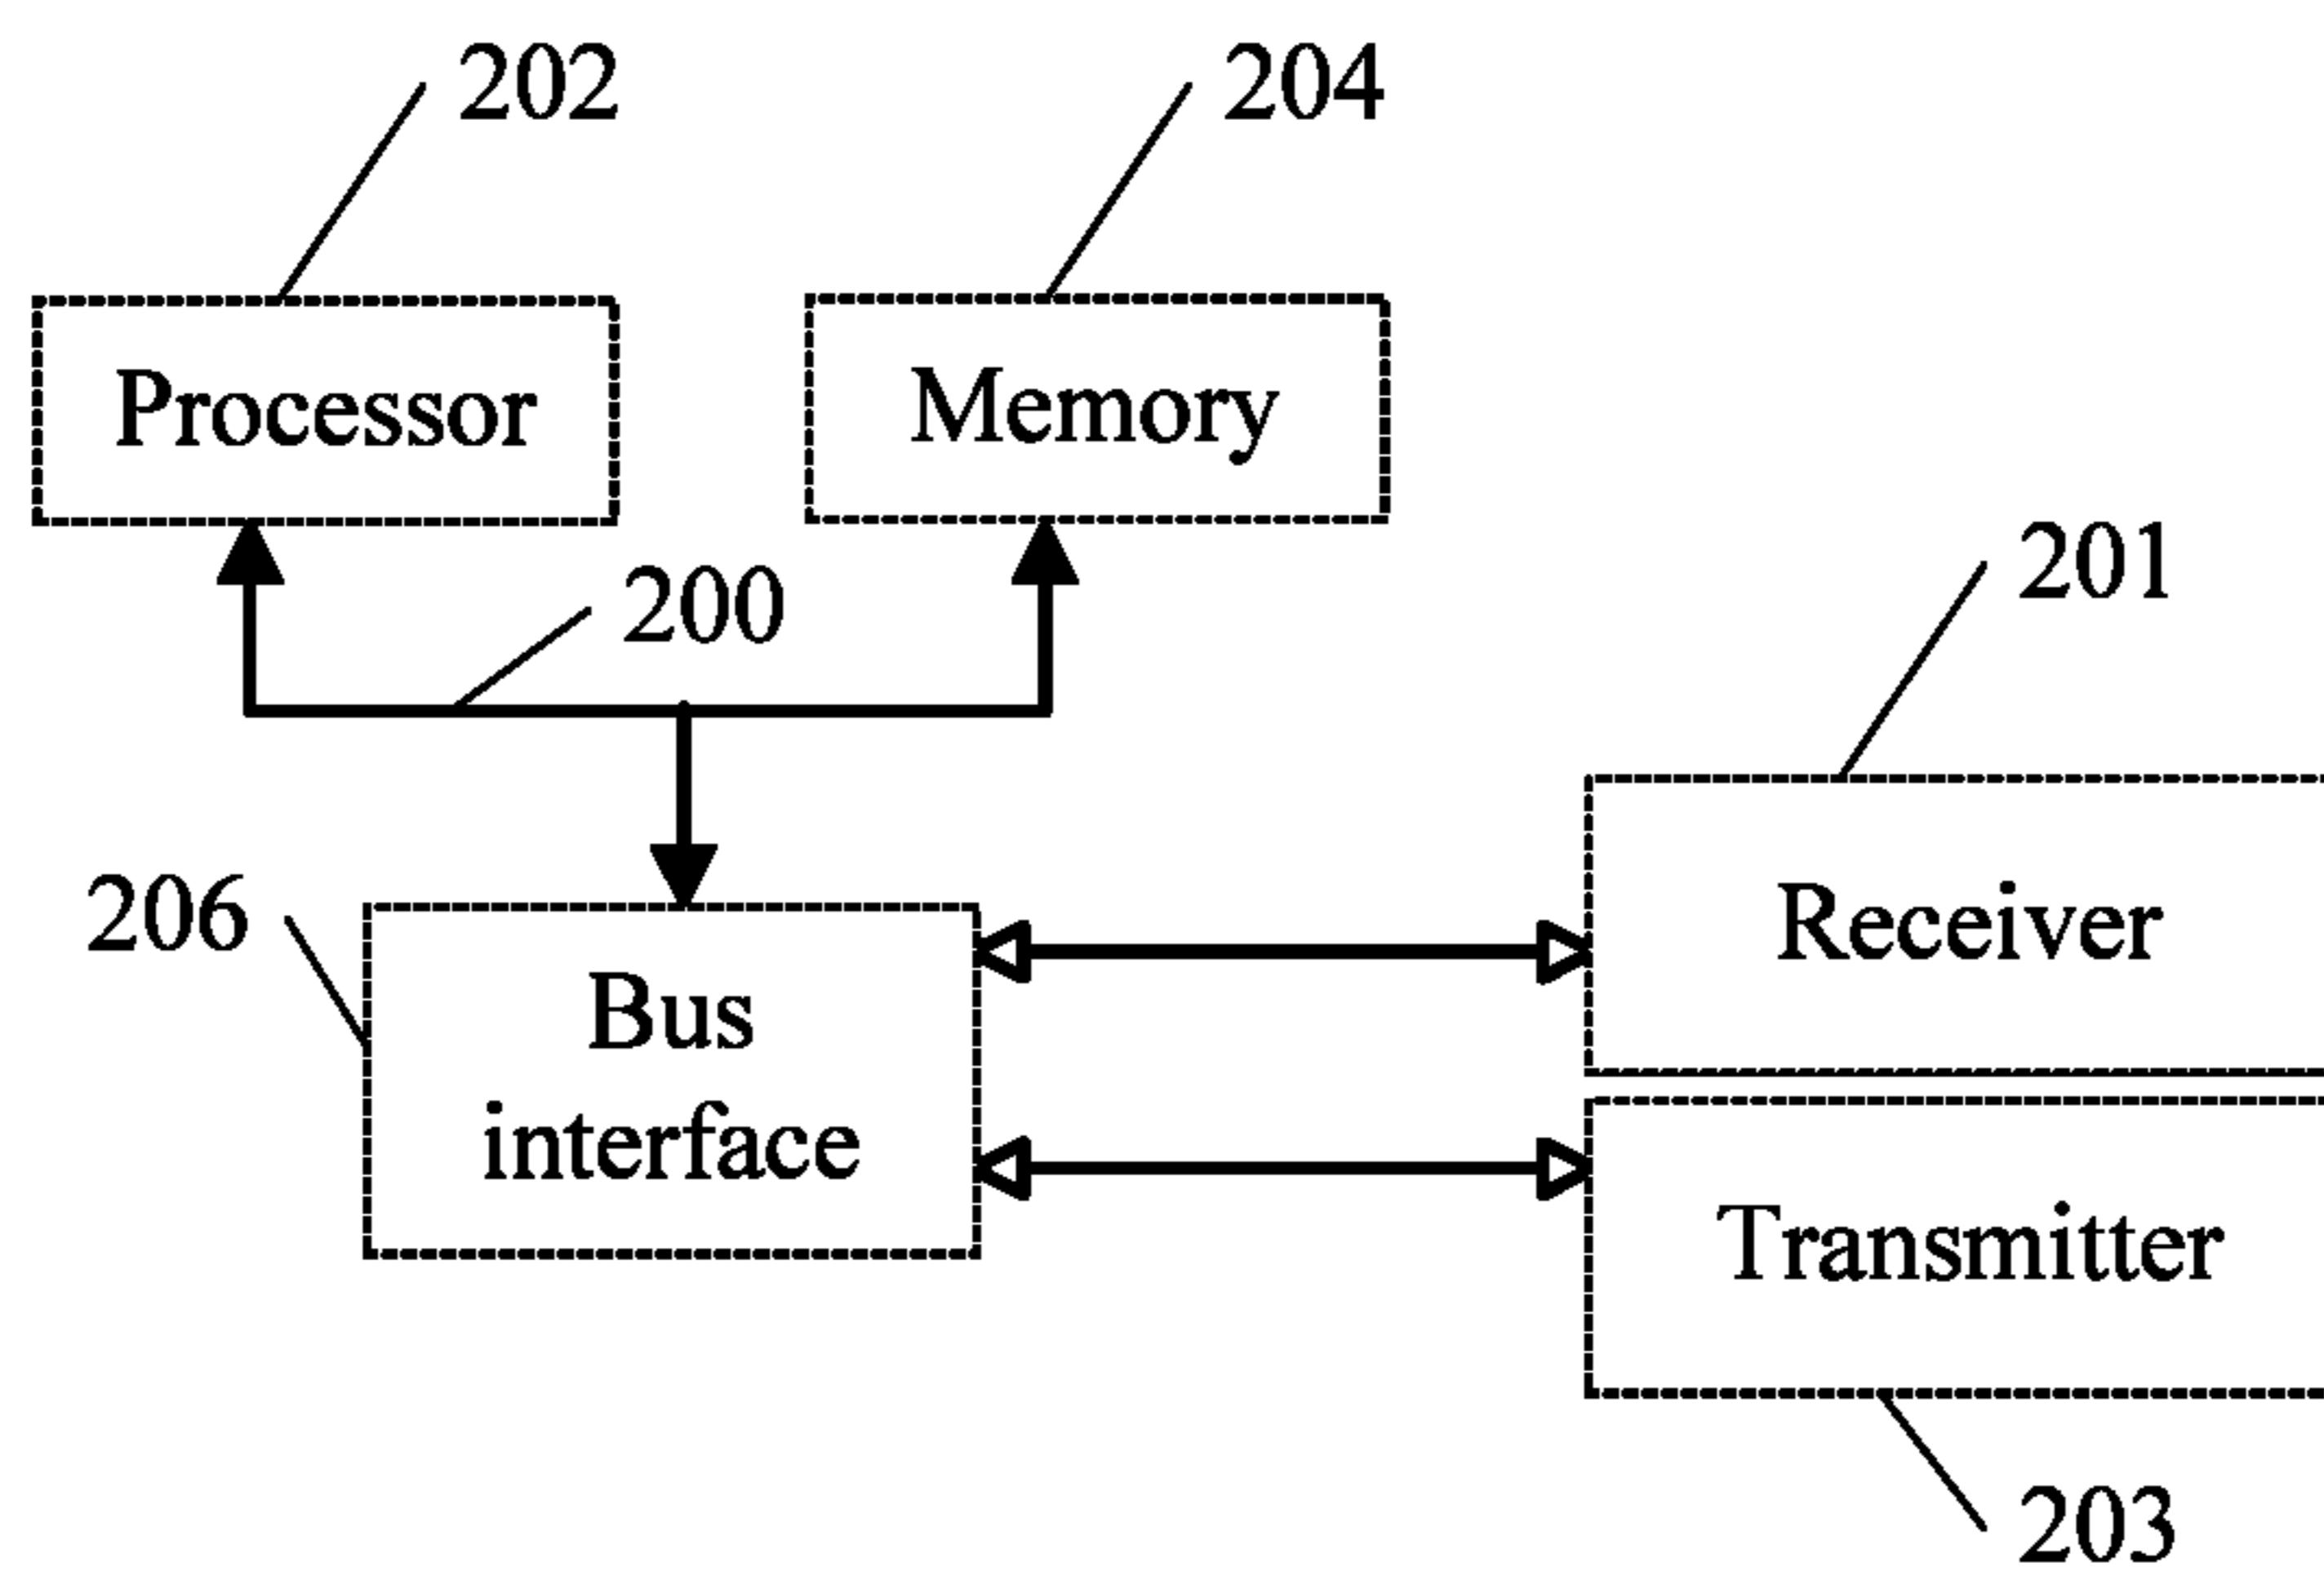 202
204
Processor
Memory
200
201
206
Receiver
Bus
interface
Transmitter
203